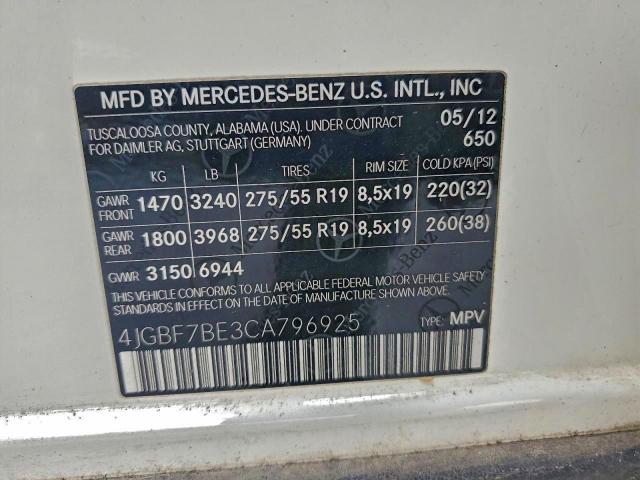 MFD BY MERCEDES-BENZ U.S. INTL., INC
TUSCALOOSA COUNTY, ALABAMA (USA). UNDER CONTRACT 05/12
FOR DAIMLER AG, STUTTGART (GERMANY) 650
KG LB TIRES RIM SIZE COLD KPA(PSI)
GAWR FRONT 1470 3240 275/55 R19 8,5x19 220(32)
GAWR REAR 1800 3968 275/55 R19 8,5x19 260(38)
GVWR 3150 6944
THIS VEHICLE CONFORMS TO ALL APPLICABLE FEDERAL MOTOR VEHICLE SAFETY
STANDARDS IN EFFECT ON THE DATE OF MANUFACTURE SHOWN ABOVE.
4JGBF7BE3CA796925 TYPE: MPV